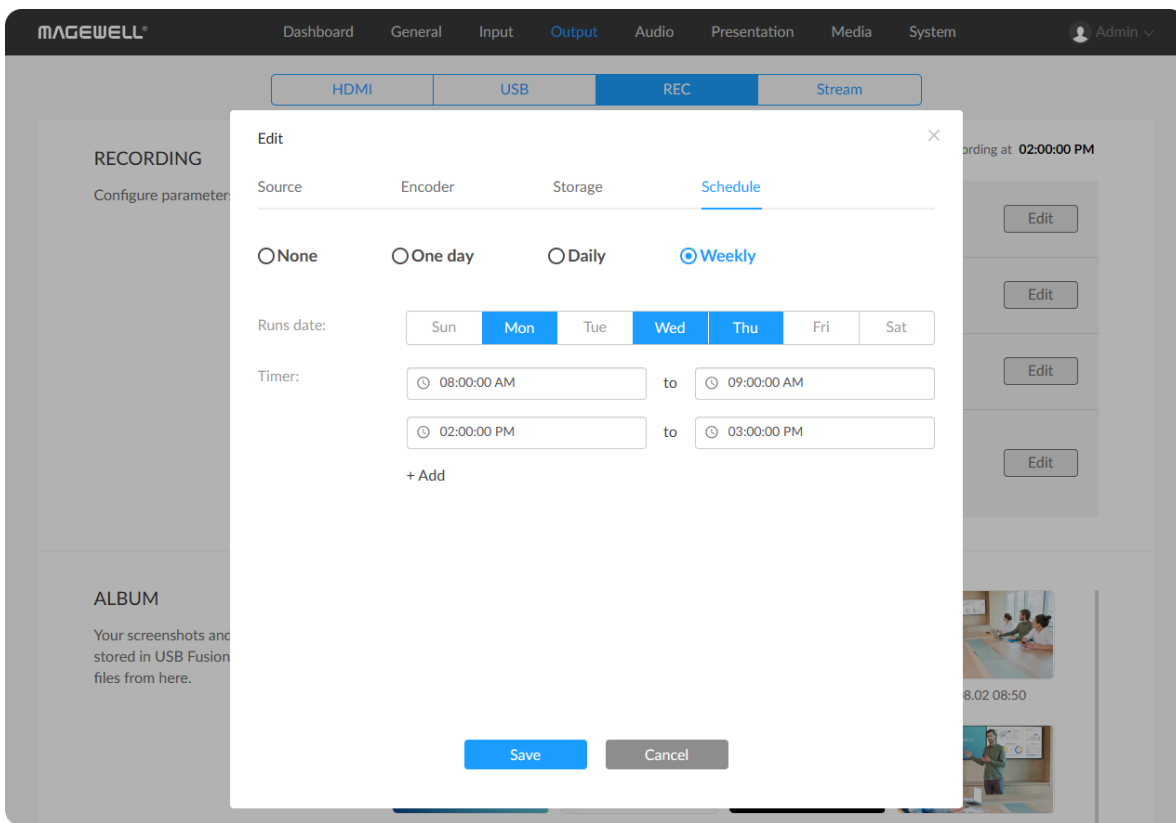 MAGEWELL®
Dashboard General Input Output Audio Presentation Media System Admin
HDMI USB REC Stream
Edit
RECORDING
Configure parameter
at 02:00:00 PM
Source Encoder Storage Schedule
None One day Daily Weekly
Runs date: Sun Mon Tue Wed Thu Fri Sat
Timer: 08:00:00 AM to 09:00:00 AM
02:00:00 PM to 03:00:00 PM
+ Add
Edit
Edit
Edit
Edit
ALBUM
Your screenshots and
stored in USB Fusion
files from here.
8.02 08:50
Save Cancel